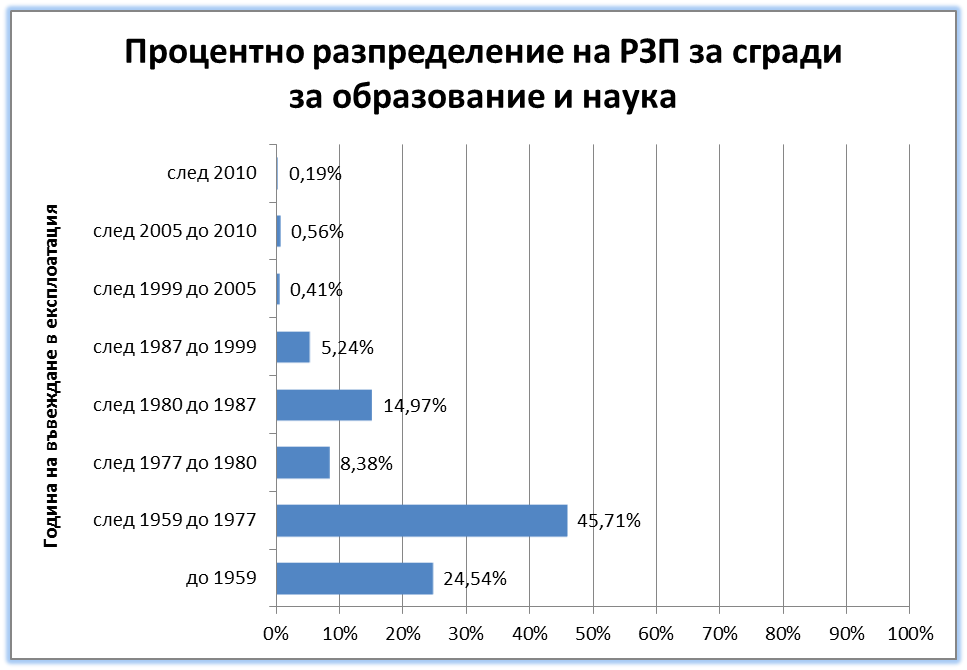 Процентно разпределение на РЗП за сгради
за образование и наука
Година на въвеждане в експлоатация
след 2010 0,19%
след 2005 до 2010 0,56%
след 1999 до 2005 0,41%
след 1987 до 1999 5,24%
след 1980 до 1987 14,97%
след 1977 до 1980 8,38%
след 1959 до 1977 45,71%
до 1959 24,54%
0% 10% 20% 30% 40% 50% 60% 70% 80% 90% 100%